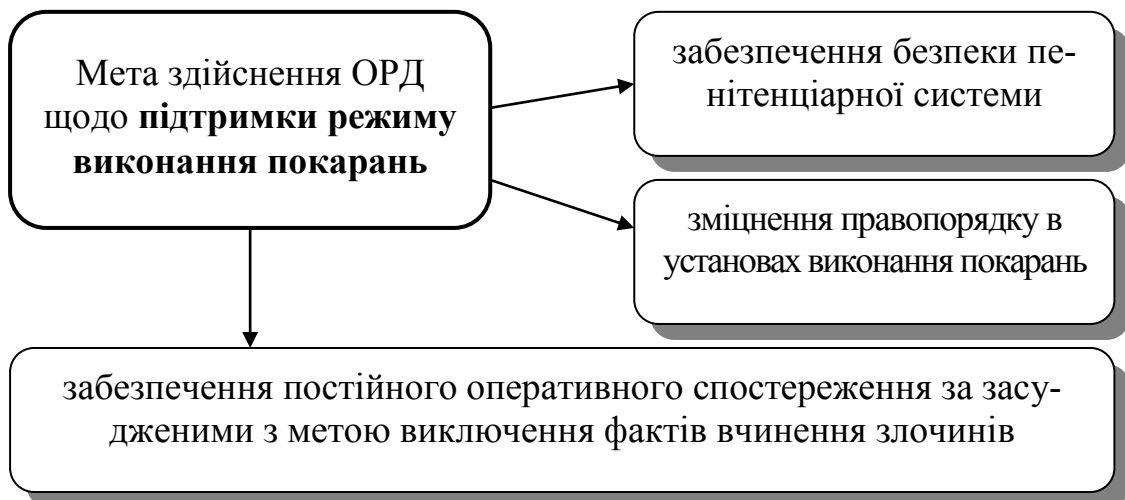 Мета здійснення ОРД
щодо підтримки режиму
виконання покарань
забезпечення безпеки пе-
нітенціарної системи
зміцнення правопорядку в
установах виконання покарань
забезпечення постійного оперативного спостереження за засу-
дженими з метою виключення фактів вчинення злочинів